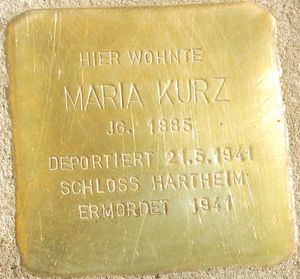 HIER WOHNTE
MARIA KURZ
JG. 1885
DEPORTIERT 21.5.1941
SCHLOSS HARTHEIM
ERMORDET 1941